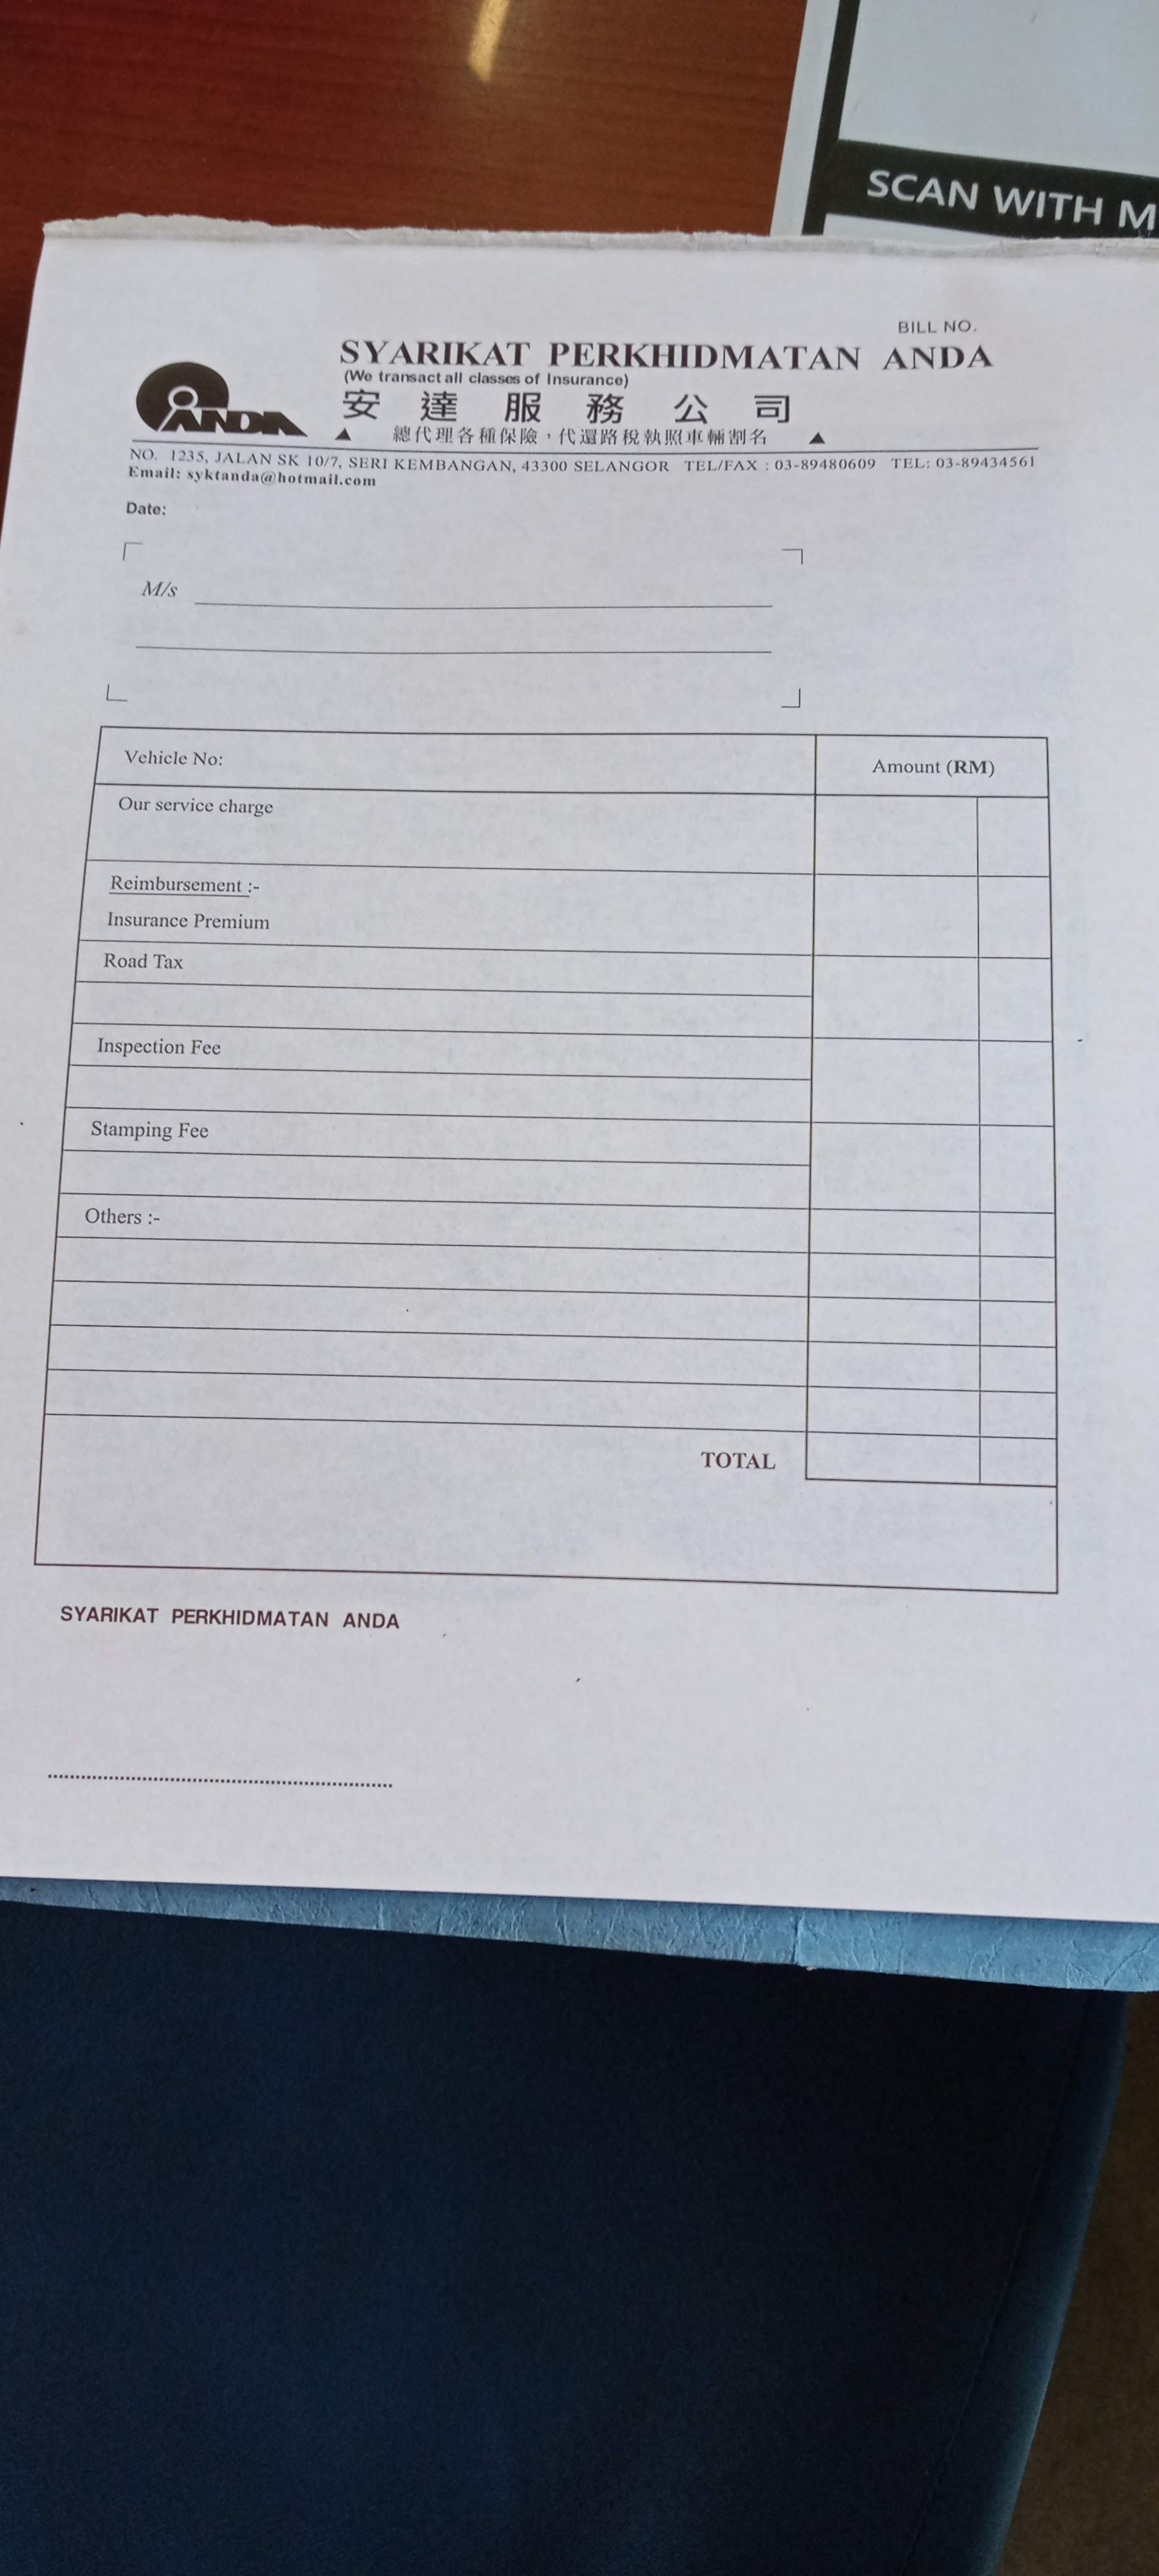 SCAN WITH M
BILL NO.
SYARIKAT PERKHIDMATAN ANDA
(We transact all classes of Insurance)
ANDA
安達服務公司
▲ 總代理各種保險，代還路稅執照車輛割名 ▲
NO. 1235, JALAN SK 10/7, SERI KEMBANGAN, 43300 SELANGOR TEL/FAX : 03-89480609 TEL: 03-89434561
Email: syktanda@hotmail.com
Date:
M/s
Vehicle No:
Amount (RM)
Our service charge
Reimbursement :-
Insurance Premium
Road Tax
Inspection Fee
Stamping Fee
Others :-
TOTAL
SYARIKAT PERKHIDMATAN ANDA